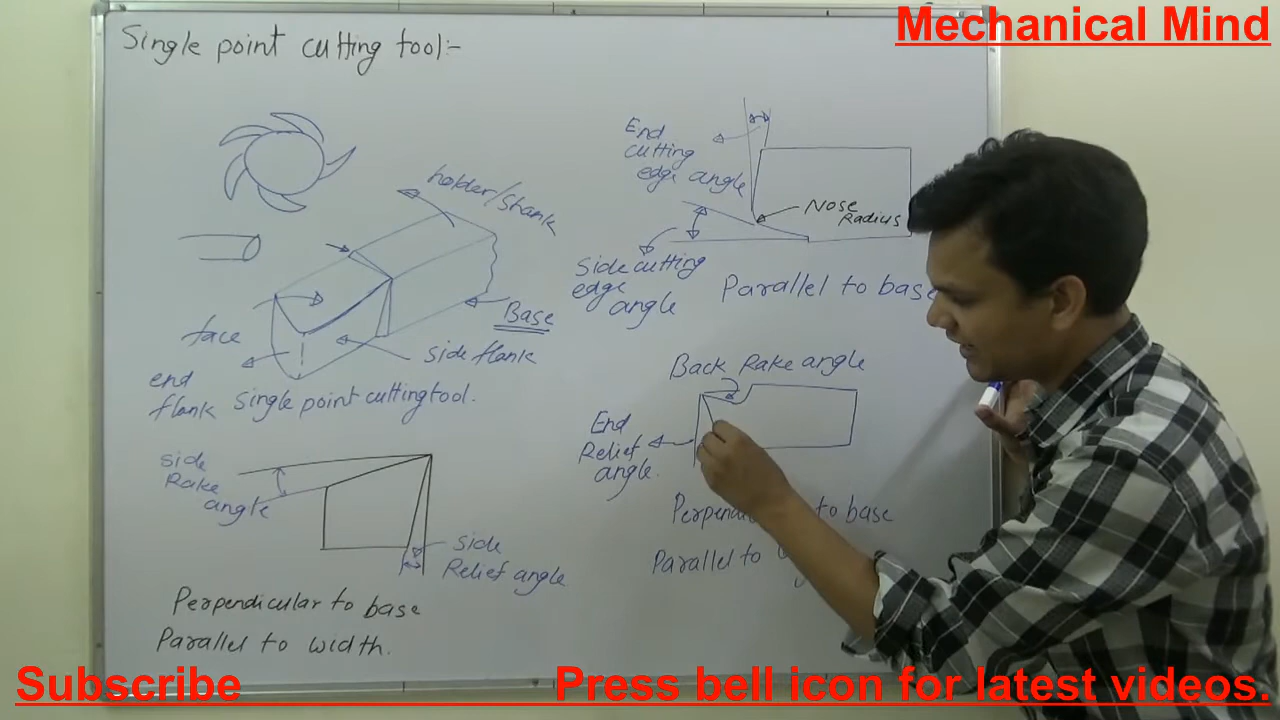 Mechanical Mind
Single point cutting tool:-
holder/Shank
face
Base
side flank
end
flank
Single point cutting tool.
End
cutting
edge angle
Nose
Radius
Side cutting
edge
angle
Parallel to base
side
Rake
angle
side
Relief angle
Perpendicular to base
Parallel to width.
Back Rake angle
End
Relief
angle.
to base
Parallel to
Subscribe
Press bell icon for latest videos.